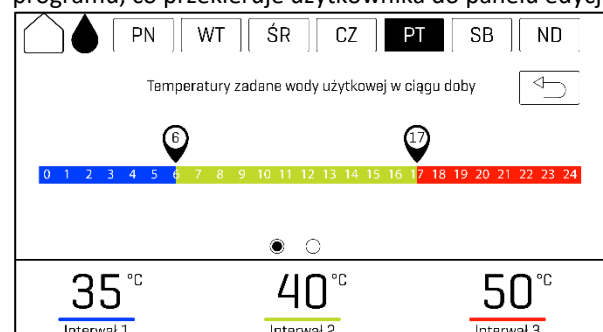 programu, co przekieruje użytkownika do panelu edycj
PN WT ŚR CZ PT SB ND
Temperatury zadane wody użytkowej w ciągu doby
6 17
0 1 2 3 4 5 6 7 8 9 10 11 12 13 14 15 16 17 18 19 20 21 22 23 24
35 °C 40 °C 50 °C
Interwał 1 Interwał 2 Interwał 3